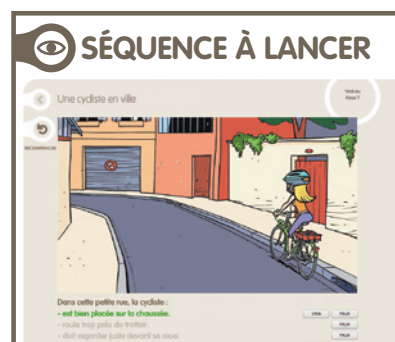 SÉQUENCE À LANCER
Une cycliste en ville
RECOMMENCER
Dans cette petite rue, la cycliste :
- est bien placée sur la chaussée.
- roule trop près du trottoir.
- doit regarder juste devant sa roue.
VRAI FAUX
FAUX
FAUX